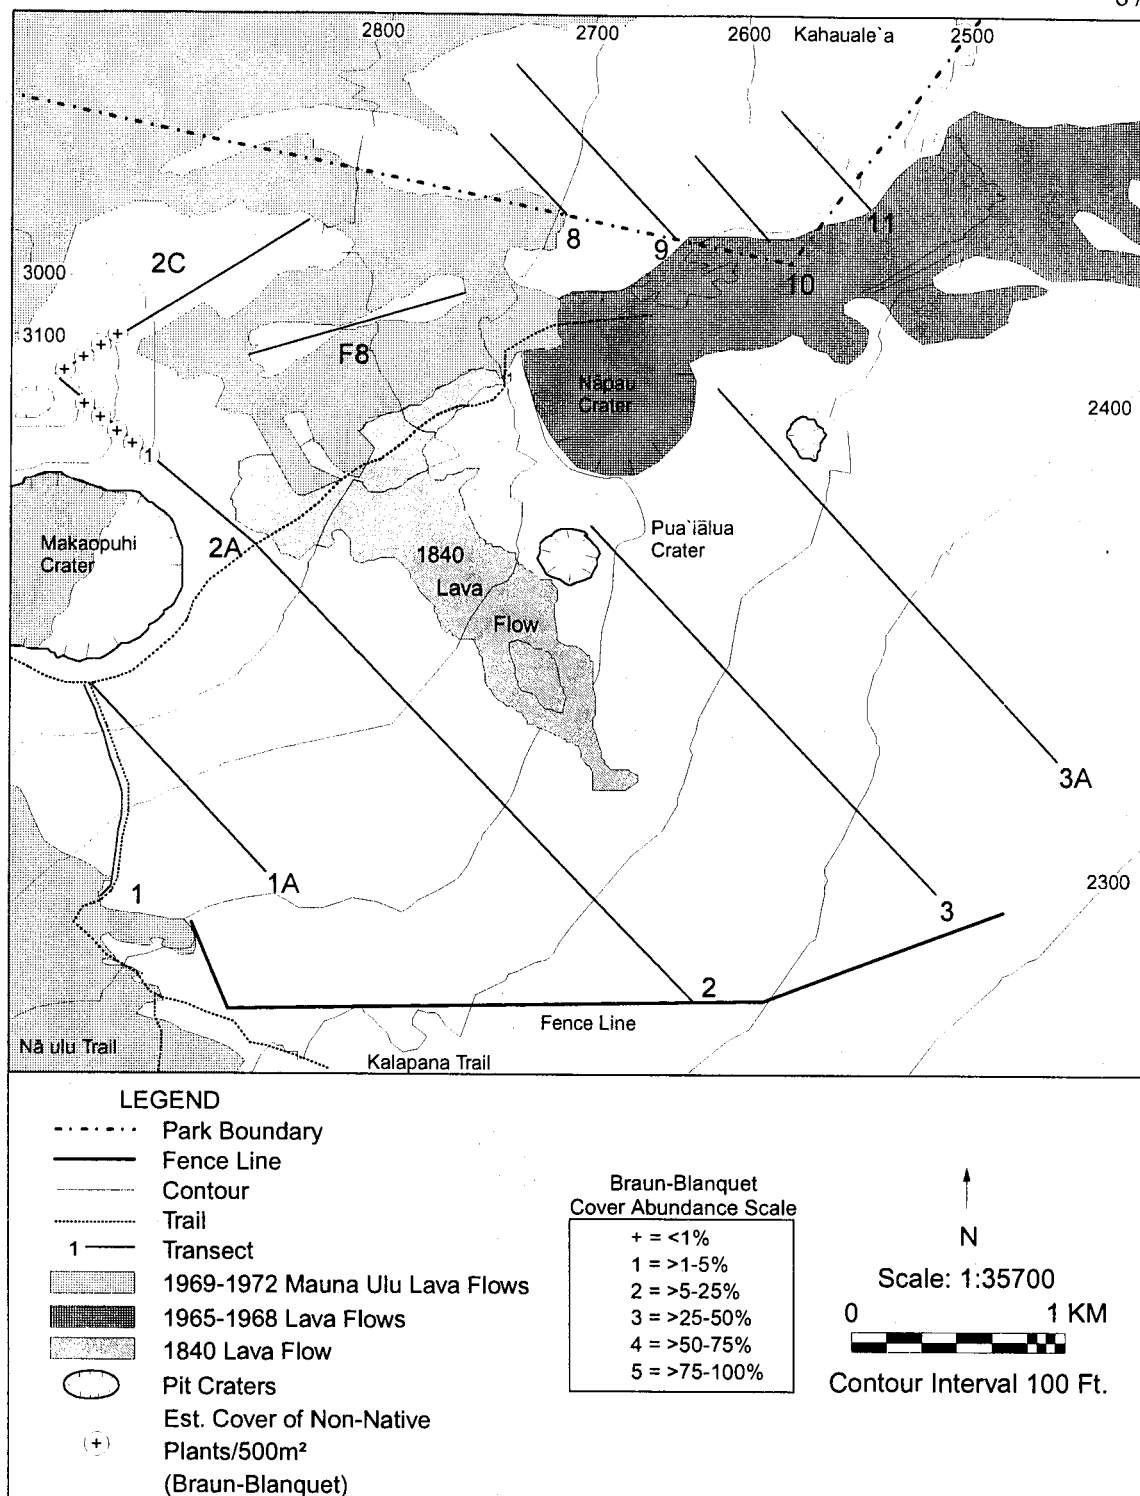 2800
2700
2600
Kahauale`a
2500
8
9
10
11
2C
3000
3100
F8
+
+
+
+
+
+
+
+
1
1
Nāpau
Crater
2400
Makaopuhi
Crater
2A
1840
Lava
Flow
Pua`iālua
Crater
3A
1
1A
2300
3
2
Fence Line
Nā ulu Trail
Kalapana Trail
LEGEND
Park Boundary
Fence Line
Contour
Trail
1 Transect
1969-1972 Mauna Ulu Lava Flows
1965-1968 Lava Flows
1840 Lava Flow
Pit Craters
Est. Cover of Non-Native
+ Plants/500m²
(Braun-Blanquet)
Braun-Blanquet
Cover Abundance Scale
+ = <1%
1 = >1-5%
2 = >5-25%
3 = >25-50%
4 = >50-75%
5 = >75-100%
N
Scale: 1:35700
0 1 KM
Contour Interval 100 Ft.